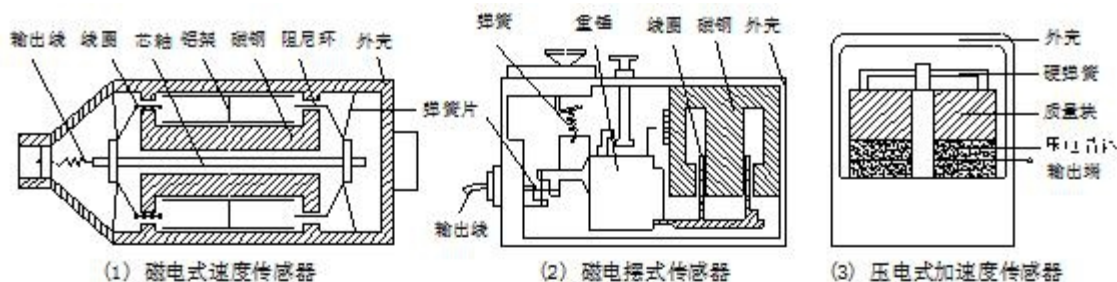 输出线 线圈 芯轴 铝架 磁钢 阻尼环 外壳
弹簧片
(1) 磁电式速度传感器
弹簧 重锤 线圈 磁钢 外壳
输出线
(2) 磁电摆式传感器
外壳
硬弹簧
质量块
输出端
(3) 压电式加速度传感器